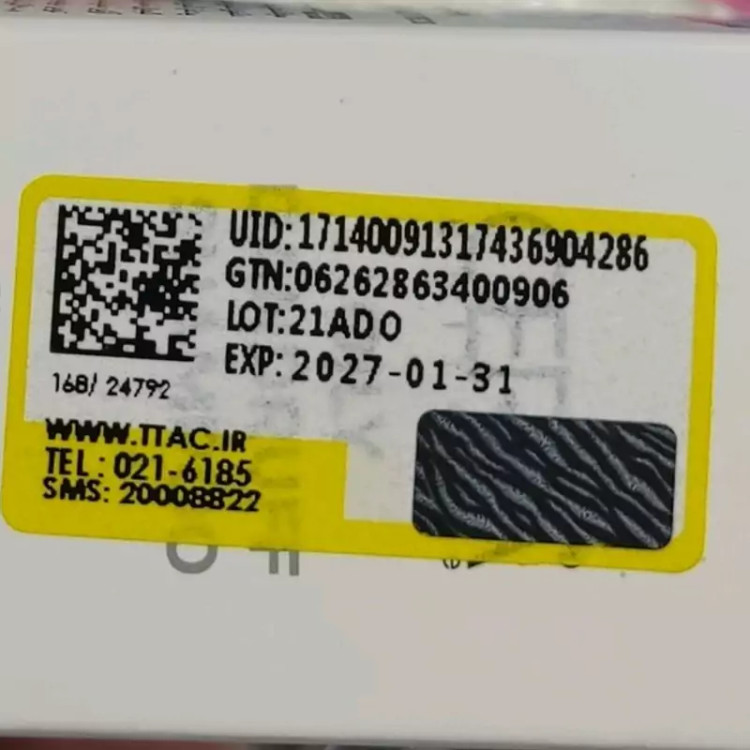 UID:17140091317436904286
GTN:06262863400906
LOT:21ADO
EXP: 2027-01-31
168/ 24792
WWW.TTAC.IR
TEL : 021-6185
SMS: 20008822